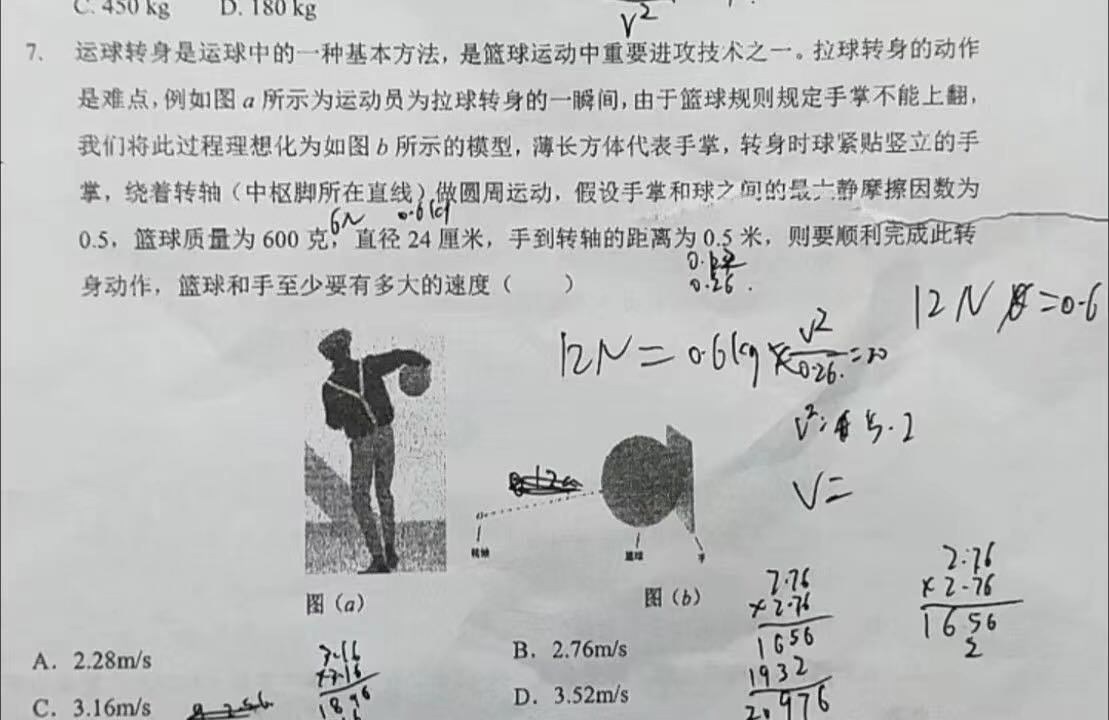 C. 450 kg D. 180 kg
V²
7. 运球转身是运球中的一种基本方法，是篮球运动中重要进攻技术之一。拉球转身的动作
是难点，例如图 a 所示为运动员为拉球转身的一瞬间，由于篮球规则规定手掌不能上翻，
我们将此过程理想化为如图 b 所示的模型，薄长方体代表手掌，转身时球紧贴竖立的手
掌，绕着转轴（中枢脚所在直线）做圆周运动，假设手掌和球之间的最大静摩擦因数为
6N 0.6kg
0.5，篮球质量为 600 克，直径 24 厘米，手到转轴的距离为 0.5 米，则要顺利完成此转
身动作，篮球和手至少要有多大的速度（ ）
0.26.
12N =0.6
12N=0.6kg×V²/0.26.=20
V²= 5.2
V=
转轴
篮球
手
图（a）
图（b）
2.76
×2.76
1656
1932
2.76
×2.76
1656
2
A. 2.28m/s B. 2.76m/s
C. 3.16m/s D. 3.52m/s
3.16
×3.16
1896